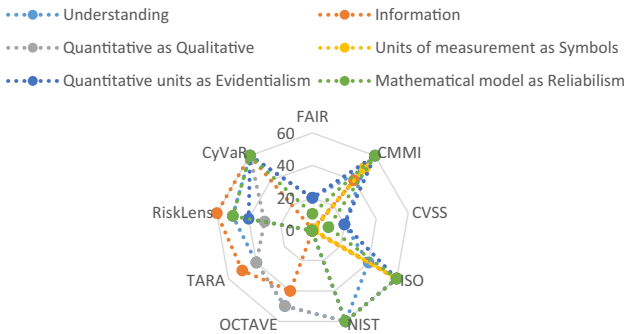 Understanding
Information
Quantitative as Qualitative
Units of measurement as Symbols
Quantitative units as Evidentialism
Mathematical model as Reliabilism
FAIR
60
CyVaR
40
CMMI
20
RiskLens
0
CVSS
TARA
ISO
OCTAVE
NIST